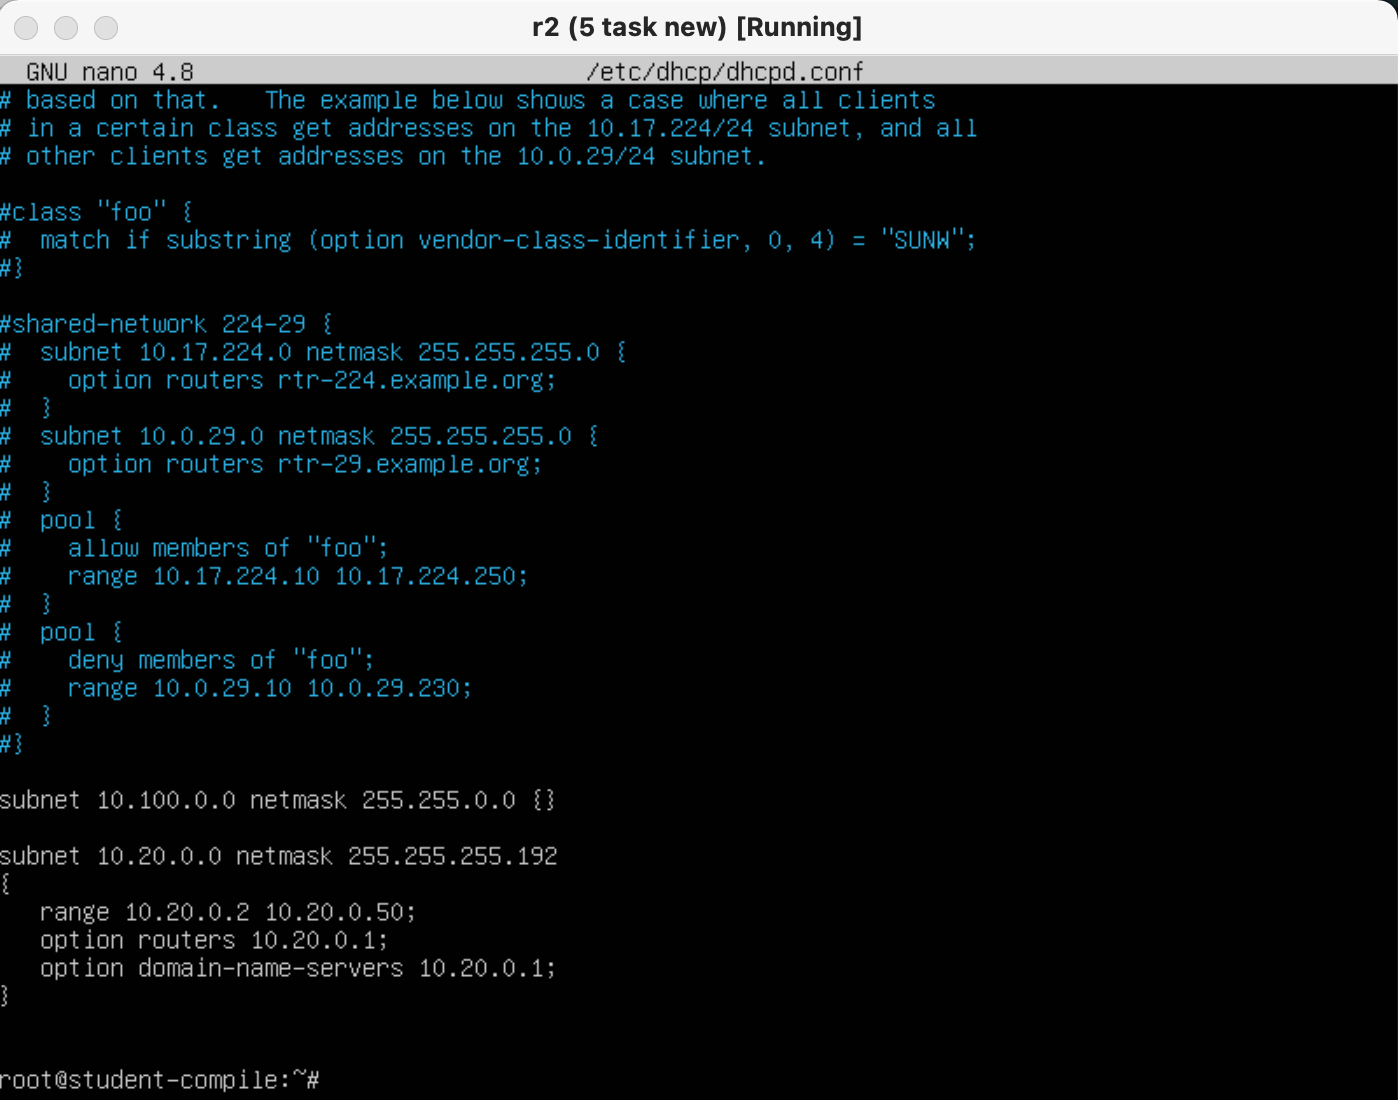 r2 (5 task new) [Running]
GNU nano 4.8 /etc/dhcp/dhcpd.conf
# based on that.   The example below shows a case where all clients
# in a certain class get addresses on the 10.17.224/24 subnet, and all
# other clients get addresses on the 10.0.29/24 subnet.

#class "foo" {
#  match if substring (option vendor-class-identifier, 0, 4) = "SUNW";
#}

#shared-network 224-29 {
#  subnet 10.17.224.0 netmask 255.255.255.0 {
#    option routers rtr-224.example.org;
#  }
#  subnet 10.0.29.0 netmask 255.255.255.0 {
#    option routers rtr-29.example.org;
#  }
#  pool {
#    allow members of "foo";
#    range 10.17.224.10 10.17.224.250;
#  }
#  pool {
#    deny members of "foo";
#    range 10.0.29.10 10.0.29.230;
#  }
#}

subnet 10.100.0.0 netmask 255.255.0.0 {}

subnet 10.20.0.0 netmask 255.255.255.192
{
   range 10.20.0.2 10.20.0.50;
   option routers 10.20.0.1;
   option domain-name-servers 10.20.0.1;
}

root@student-compile:~#